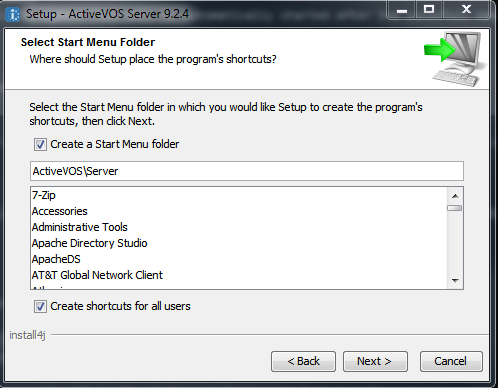 Setup - ActiveVOS Server 9.2.4
Select Start Menu Folder
Where should Setup place the program's shortcuts?
Select the Start Menu folder in which you would like Setup to create the program's
shortcuts, then click Next.
Create a Start Menu folder
ActiveVOS\Server
7-Zip
Accessories
Administrative Tools
Apache Directory Studio
ApacheDS
AT&T Global Network Client
Create shortcuts for all users
install4j
< Back
Next >
Cancel